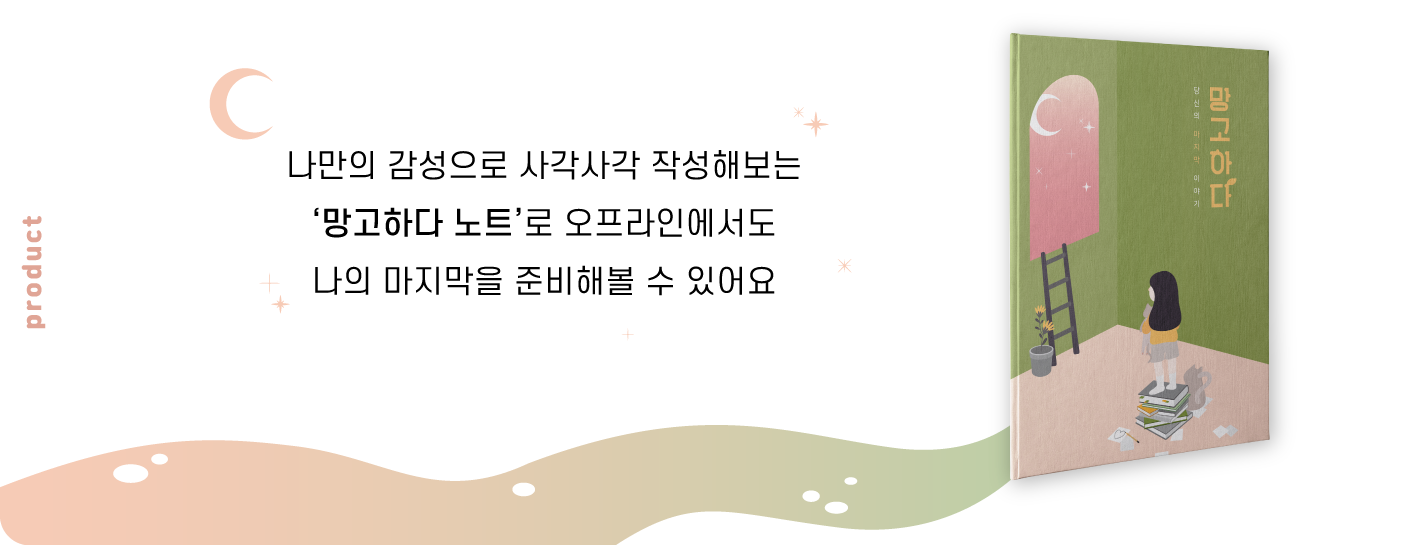 product
나만의 감성으로 사각사각 작성해보는
‘망고하다 노트’로 오프라인에서도
나의 마지막을 준비해볼 수 있어요
망고하다
당신의 마지막 이야기